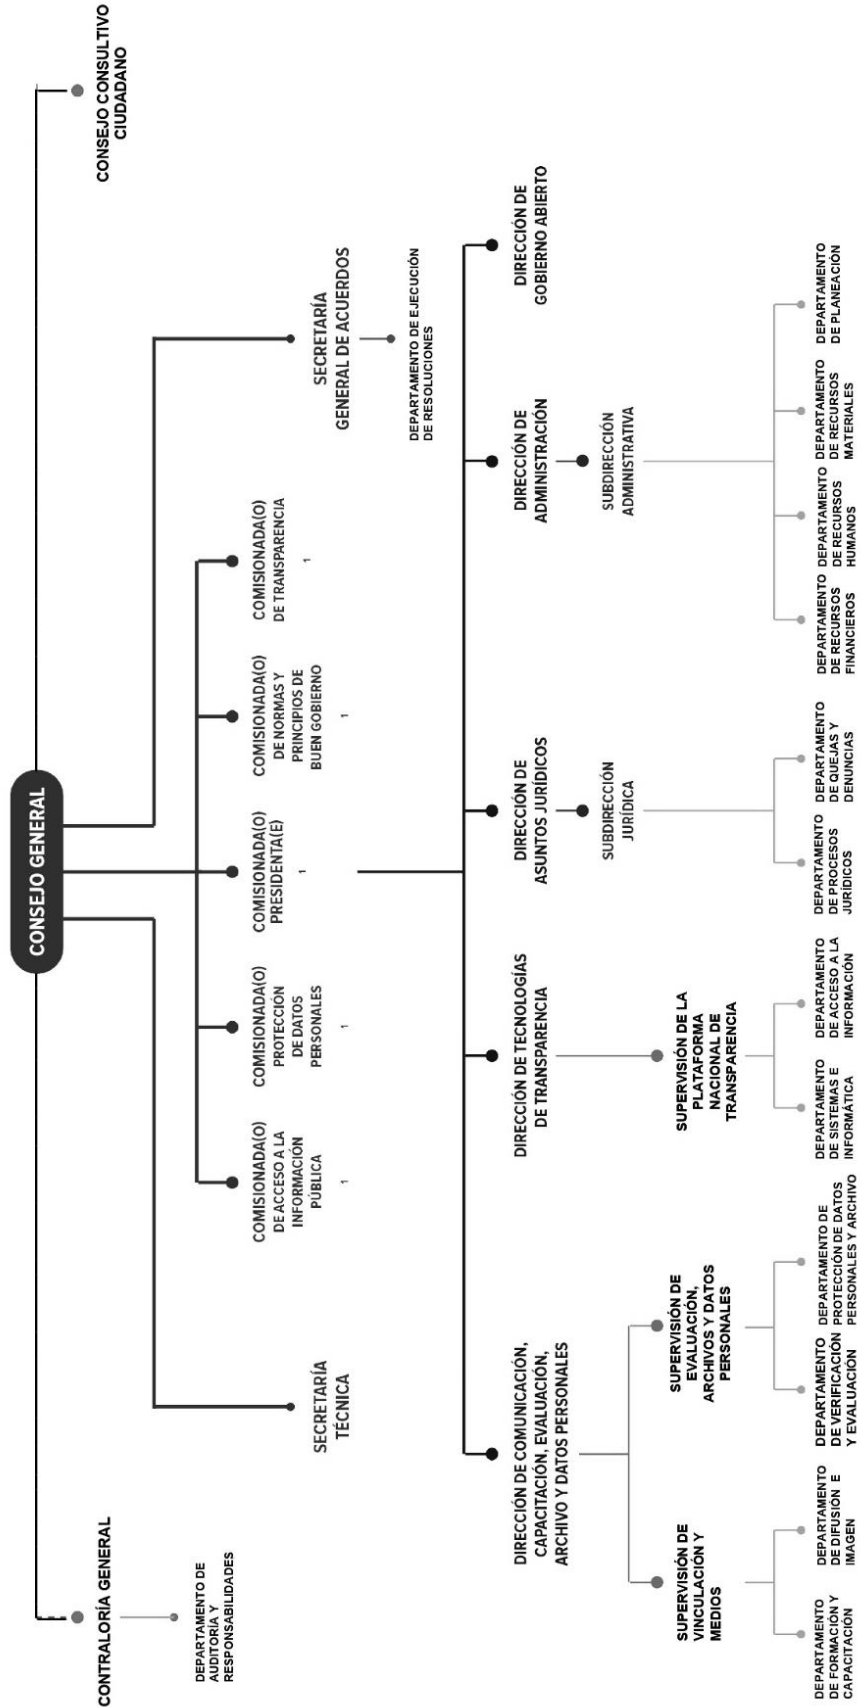 CONSEJO GENERAL
CONTRALORÍA GENERAL
DEPARTAMENTO DE
AUDITORÍA Y
RESPONSABILIDADES
CONSEJO CONSULTIVO
CIUDADANO
SECRETARÍA
TÉCNICA
COMISIONADA(O)
DE ACCESO A LA
INFORMACIÓN
PÚBLICA
1
COMISIONADA(O)
PROTECCIÓN
DE DATOS
PERSONALES
1
COMISIONADA(O)
PRESIDENTA(E)
1
COMISIONADA(O)
DE NORMAS Y
PRINCIPIOS DE
BUEN GOBIERNO
1
COMISIONADA(O)
DE TRANSPARENCIA
1
SECRETARÍA
GENERAL DE ACUERDOS
DEPARTAMENTO DE EJECUCIÓN
DE RESOLUCIONES
DIRECCIÓN DE COMUNICACIÓN,
CAPACITACIÓN, EVALUACIÓN,
ARCHIVO Y DATOS PERSONALES
SUPERVISIÓN DE
VINCULACIÓN Y
MEDIOS
DEPARTAMENTO
DE FORMACIÓN Y
CAPACITACIÓN
DEPARTAMENTO
DE DIFUSIÓN E
IMAGEN
SUPERVISIÓN DE
EVALUACIÓN,
ARCHIVOS Y DATOS
PERSONALES
DEPARTAMENTO
DE VERIFICACIÓN
Y EVALUACIÓN
DEPARTAMENTO DE
PROTECCIÓN DE DATOS
PERSONALES Y ARCHIVO
DIRECCIÓN DE TECNOLOGÍAS
DE TRANSPARENCIA
SUPERVISIÓN DE LA
PLATAFORMA
NACIONAL DE
TRANSPARENCIA
DEPARTAMENTO
DE SISTEMAS E
INFORMÁTICA
DEPARTAMENTO
DE ACCESO A LA
INFORMACIÓN
DIRECCIÓN DE
ASUNTOS JURÍDICOS
SUBDIRECCIÓN
JURÍDICA
DEPARTAMENTO
DE PROCESOS
JURÍDICOS
DEPARTAMENTO
DE QUEJAS Y
DENUNCIAS
DIRECCIÓN DE
ADMINISTRACIÓN
SUBDIRECCIÓN
ADMINISTRATIVA
DEPARTAMENTO
DE RECURSOS
FINANCIEROS
DEPARTAMENTO
DE RECURSOS
HUMANOS
DEPARTAMENTO
DE RECURSOS
MATERIALES
DEPARTAMENTO
DE PLANEACIÓN
DIRECCIÓN DE
GOBIERNO ABIERTO